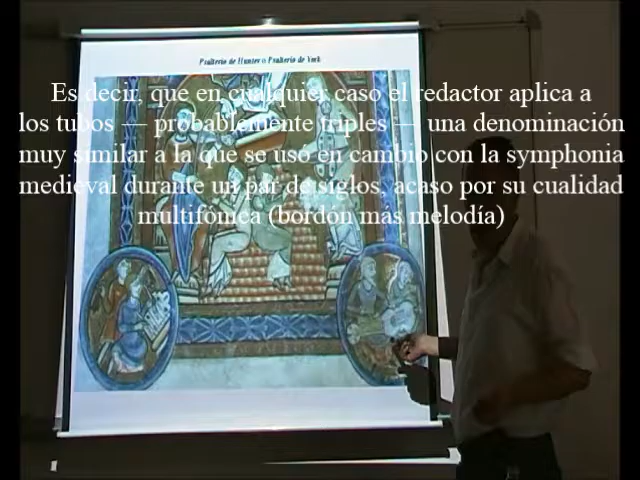 Psalterio de Hunter o Psalterio de York
Es decir, que en cualquier caso el redactor aplica a
los tubos — probablemente triples — una denominación
muy similar a la que se uso en cambio con la symphonia
medieval durante un par de siglos, acaso por su cualidad
multifónica (bordón más melodía)